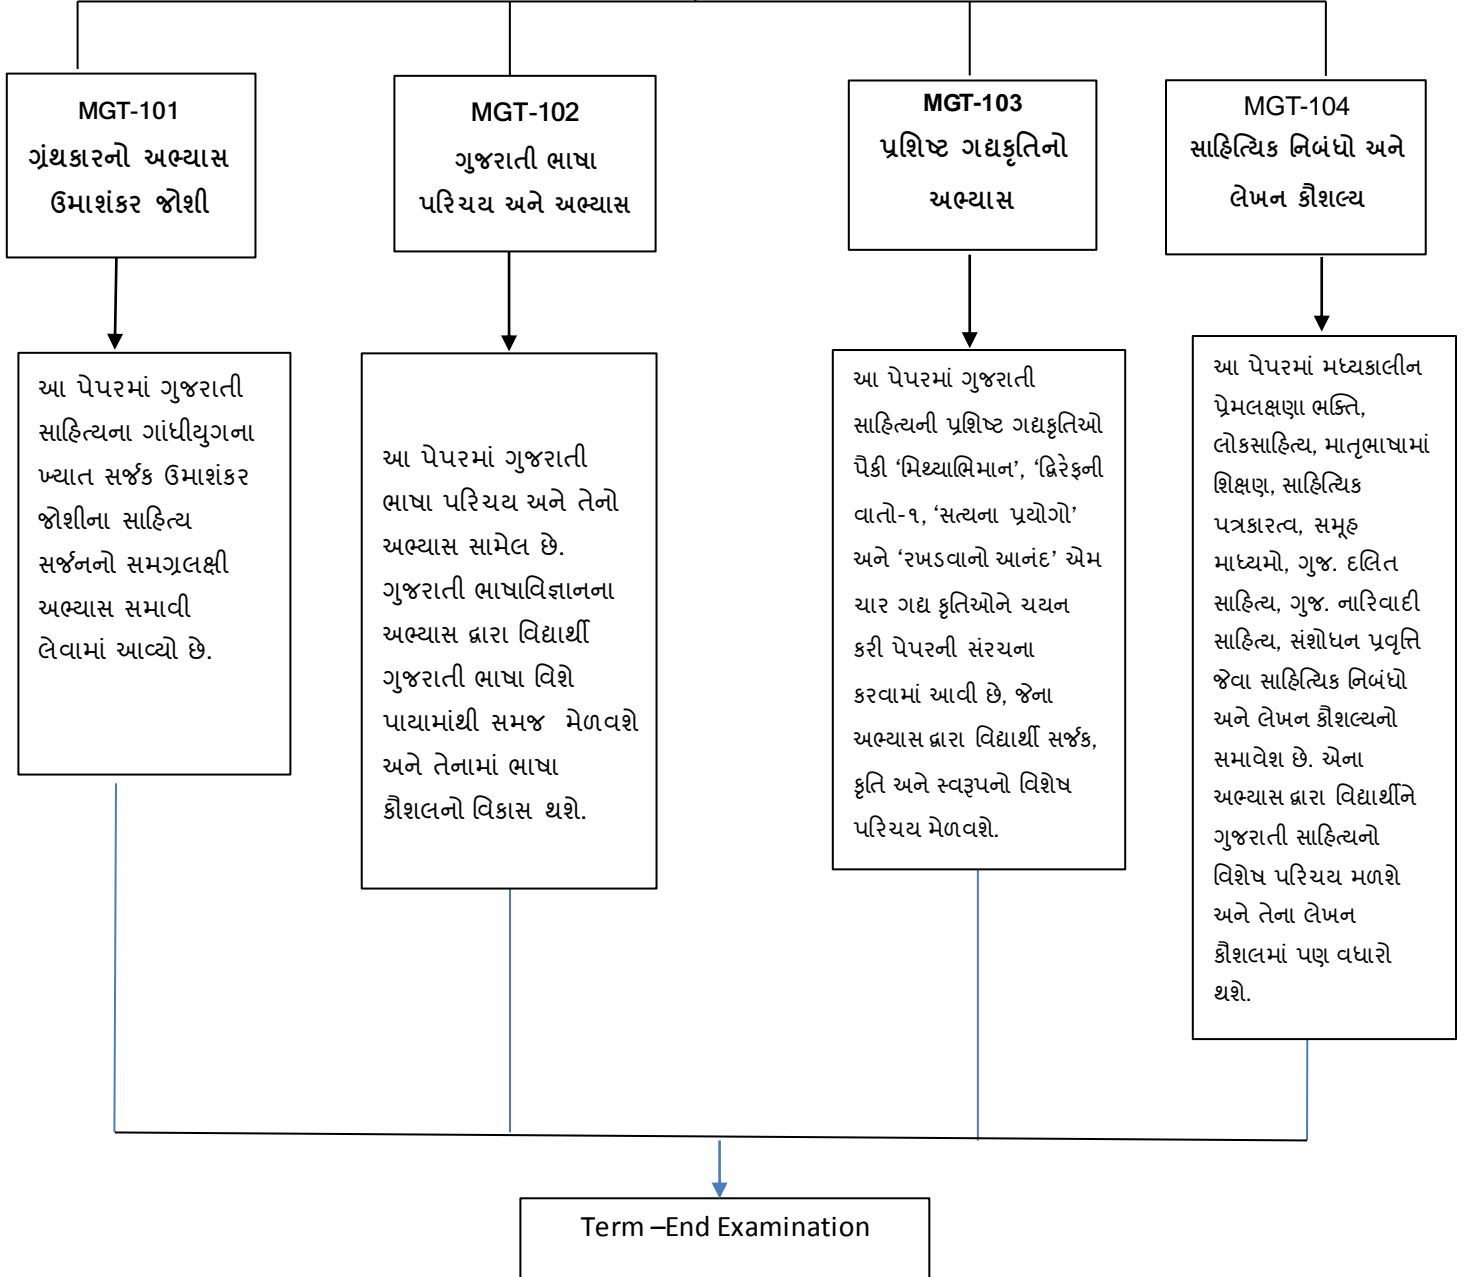 MGT-101
ગ્રંથકારનો અભ્યાસ
ઉમાશંકર જોશી
MGT-102
ગુજરાતી ભાષા
પરિચય અને અભ્યાસ
MGT-103
પ્રશિષ્ટ ગદ્યકૃતિનો
અભ્યાસ
MGT-104
સાહિત્યિક નિબંધો અને
લેખન કૌશલ્ય
આ પેપરમાં ગુજરાતી
સાહિત્યના ગાંધીયુગના
ખ્યાત સર્જક ઉમાશંકર
જોશીના સાહિત્ય
સર્જનનો સમગ્રલક્ષી
અભ્યાસ સમાવી
લેવામાં આવ્યો છે.
આ પેપરમાં ગુજરાતી
ભાષા પરિચય અને તેનો
અભ્યાસ સામેલ છે.
ગુજરાતી ભાષાવિજ્ઞાનના
અભ્યાસ દ્વારા વિદ્યાર્થી
ગુજરાતી ભાષા વિશે
પાયામાંથી સમજ મેળવશે
અને તેનામાં ભાષા
કૌશલનો વિકાસ થશે.
આ પેપરમાં ગુજરાતી
સાહિત્યની પ્રશિષ્ટ ગદ્યકૃતિઓ
પૈકી ‘મિથ્યાભિમાન’, ‘દ્વિરેફની
વાતો-૧, ‘સત્યના પ્રયોગો’
અને ‘રખડવાનો આનંદ’ એમ
ચાર ગદ્ય કૃતિઓને ચયન
કરી પેપરની સંરચના
કરવામાં આવી છે, જેના
અભ્યાસ દ્વારા વિદ્યાર્થી સર્જક,
કૃતિ અને સ્વરૂપનો વિશેષ
પરિચય મેળવશે.
આ પેપરમાં મધ્યકાલીન
પ્રેમલક્ષણા ભક્તિ,
લોકસાહિત્ય, માતૃભાષામાં
શિક્ષણ, સાહિત્યિક
પત્રકારત્વ, સમૂહ
માધ્યમો, ગુજ. દલિત
સાહિત્ય, ગુજ. નારિવાદી
સાહિત્ય, સંશોધન પ્રવૃત્તિ
જેવા સાહિત્યિક નિબંધો
અને લેખન કૌશલ્યનો
સમાવેશ છે. એના
અભ્યાસ દ્વારા વિદ્યાર્થીને
ગુજરાતી સાહિત્યનો
વિશેષ પરિચય મળશે
અને તેના લેખન
કૌશલમાં પણ વધારો
થશે.
Term –End Examination